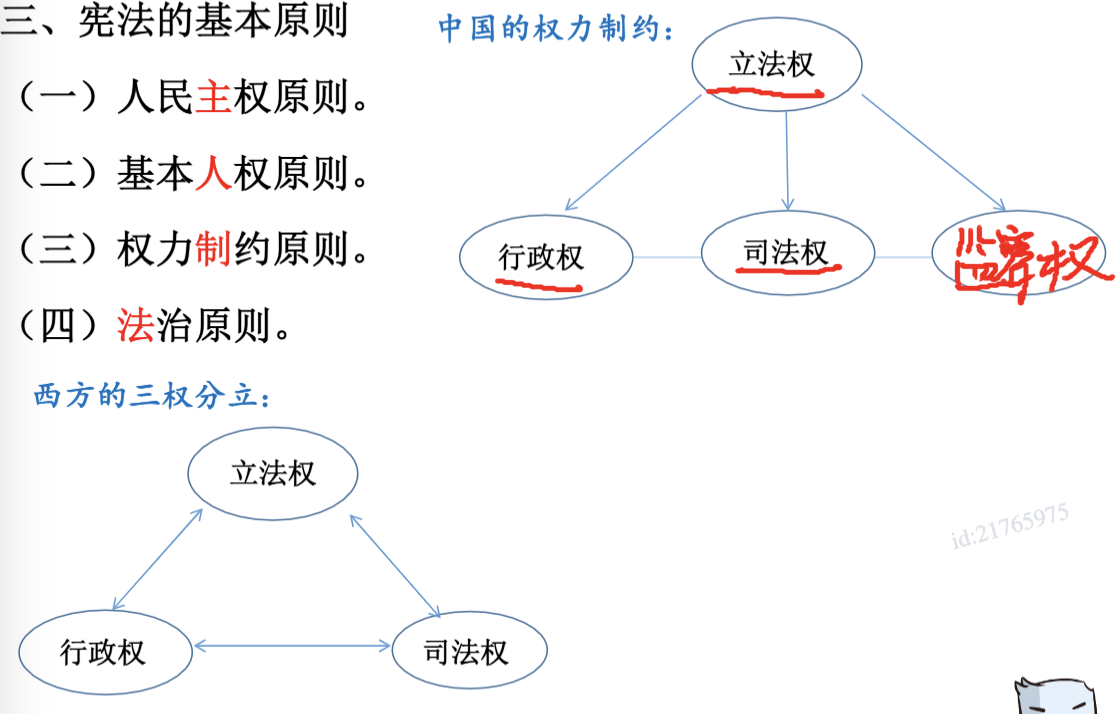 三、宪法的基本原则
（一）人民主权原则。
（二）基本人权原则。
（三）权力制约原则。
（四）法治原则。
中国的权力制约：
立法权
行政权
司法权
监察权
西方的三权分立：
立法权
行政权
司法权
id:21765975